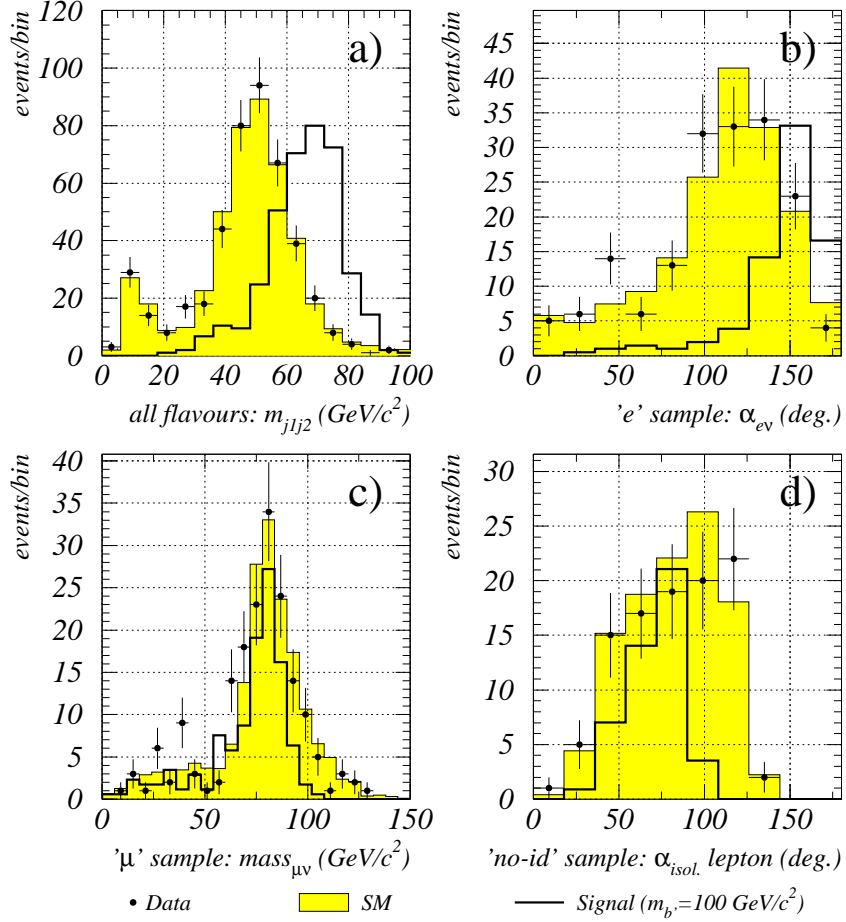 events/bin
120
100
80
60
40
20
0
a)
0 20 40 60 80 100
all flavours: m_{j1j2} (GeV/c²)
events/bin
45
40
35
30
25
20
15
10
5
0
b)
0 50 100 150
'e' sample: α_{eν} (deg.)
events/bin
40
35
30
25
20
15
10
5
0
c)
0 50 100 150
'μ' sample: mass_{μν} (GeV/c²)
events/bin
30
25
20
15
10
5
0
d)
0 50 100 150
'no-id' sample: α_{isol.} lepton (deg.)
Data
SM
Signal (m_{b'}=100 GeV/c²)